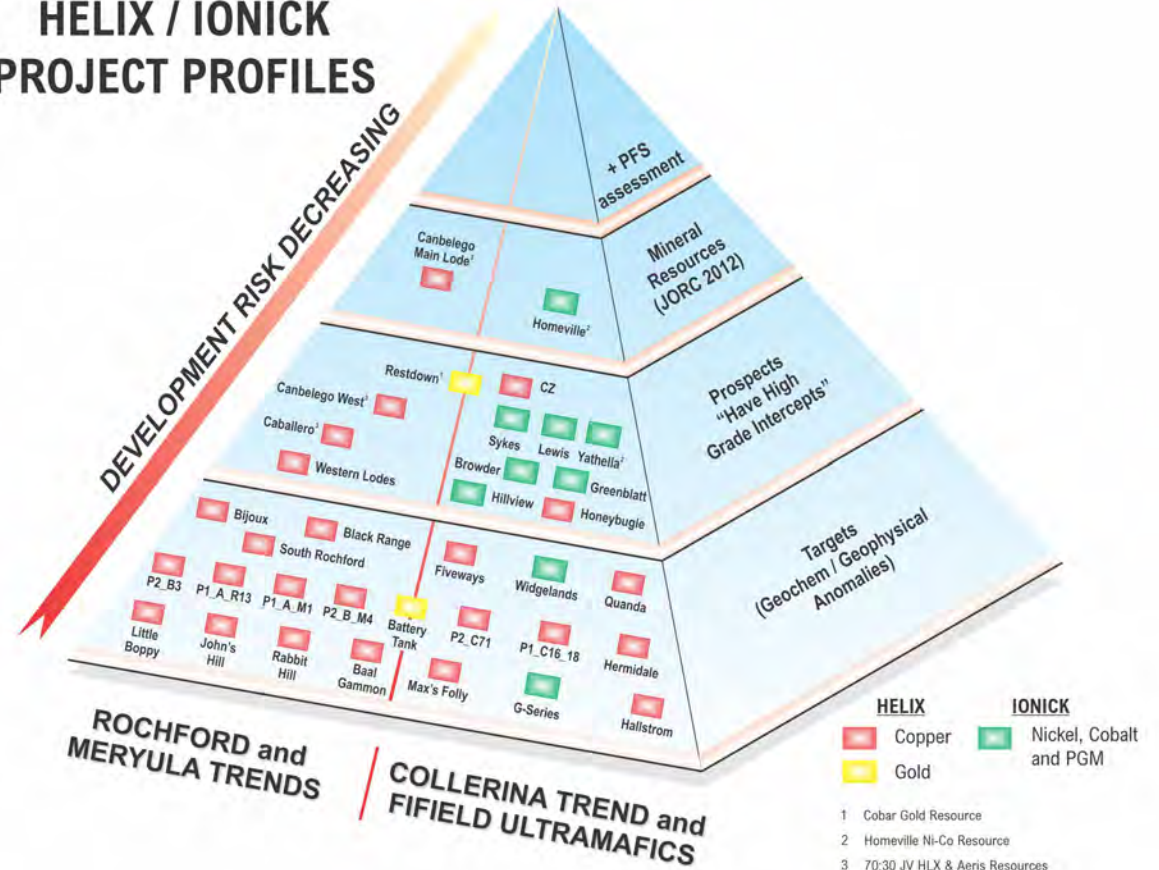 HELIX / IONICK
PROJECT PROFILES
DEVELOPMENT RISK DECREASING
+ PFS
assessment
Mineral
Resources
(JORC 2012)
Canbelego
Main Lode³
Homeville²
Prospects
"Have High
Grade Intercepts"
Restdown¹
CZ
Canbelego West³
Sykes
Lewis
Yathella²
Caballero³
Browder
Greenblatt
Western Lodes
Hillview
Honeybugie
Targets
(Geochem / Geophysical
Anomalies)
Bijoux
Black Range
South Rochford
Fiveways
Widgelands
Quanda
P2_B3
P1_A_R13
P1_A_M1
P2_B_M4
Battery
Tank
P2_C71
P1_C16_18
Hermidale
Little
Boppy
John's
Hill
Rabbit
Hill
Baal
Gammon
Max's Folly
G-Series
Hallstrom
ROCHFORD and
MERYULA TRENDS
COLLERINA TREND and
FIFIELD ULTRAMAFICS
HELIX
Copper
Gold
IONICK
Nickel, Cobalt
and PGM
1 Cobar Gold Resource
2 Homeville Ni-Co Resource
3 70:30 JV HLX & Aeris Resources